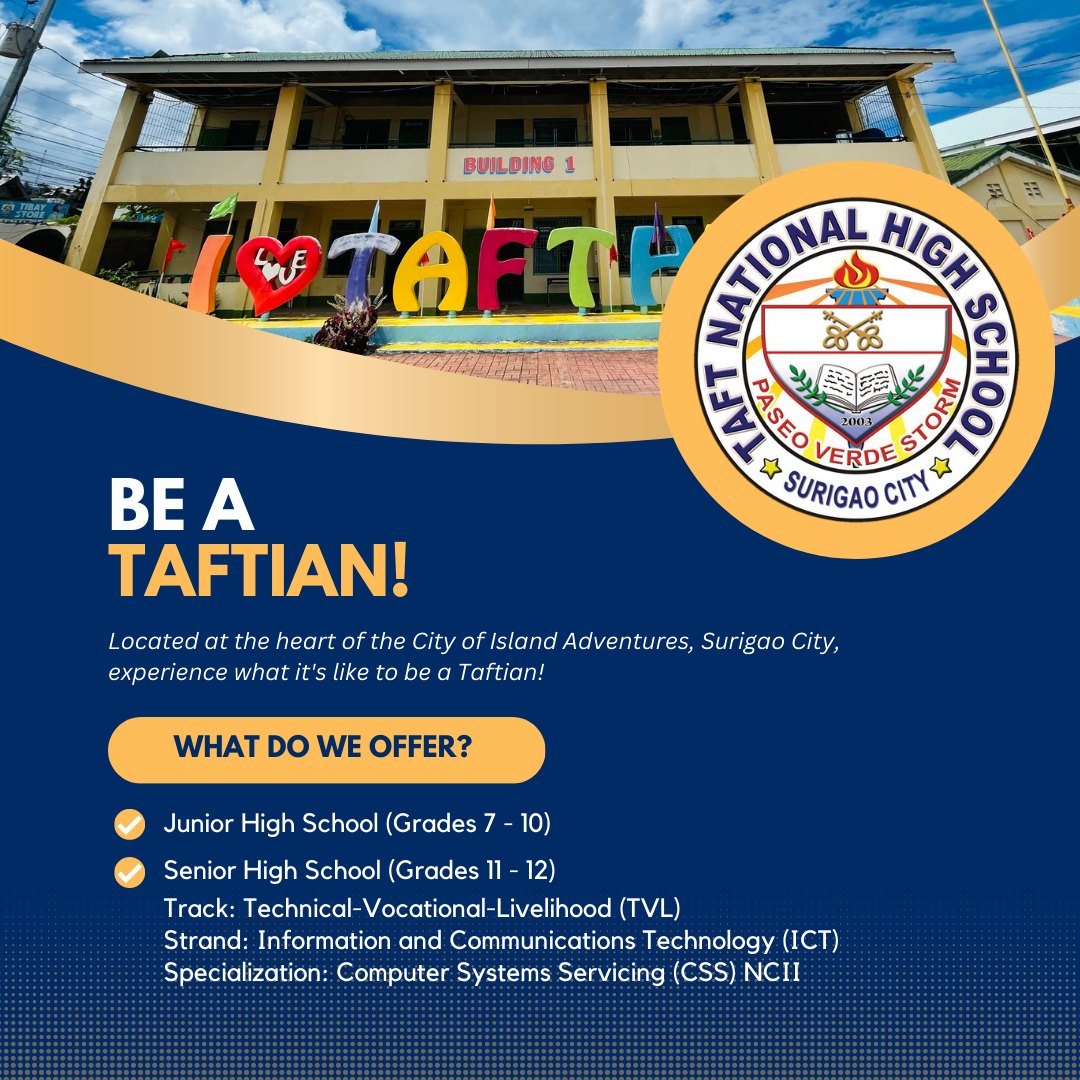 TIBAY
STORE
BUILDING 1
I LOVE TAFTH
TAFT NATIONAL HIGH SCHOOL
2003
PASEO VERDE STORM
SURIGAO CITY
BE A
TAFTIAN!
Located at the heart of the City of Island Adventures, Surigao City,
experience what it's like to be a Taftian!
WHAT DO WE OFFER?
Junior High School (Grades 7 - 10)
Senior High School (Grades 11 - 12)
Track: Technical-Vocational-Livelihood (TVL)
Strand: Information and Communications Technology (ICT)
Specialization: Computer Systems Servicing (CSS) NCII